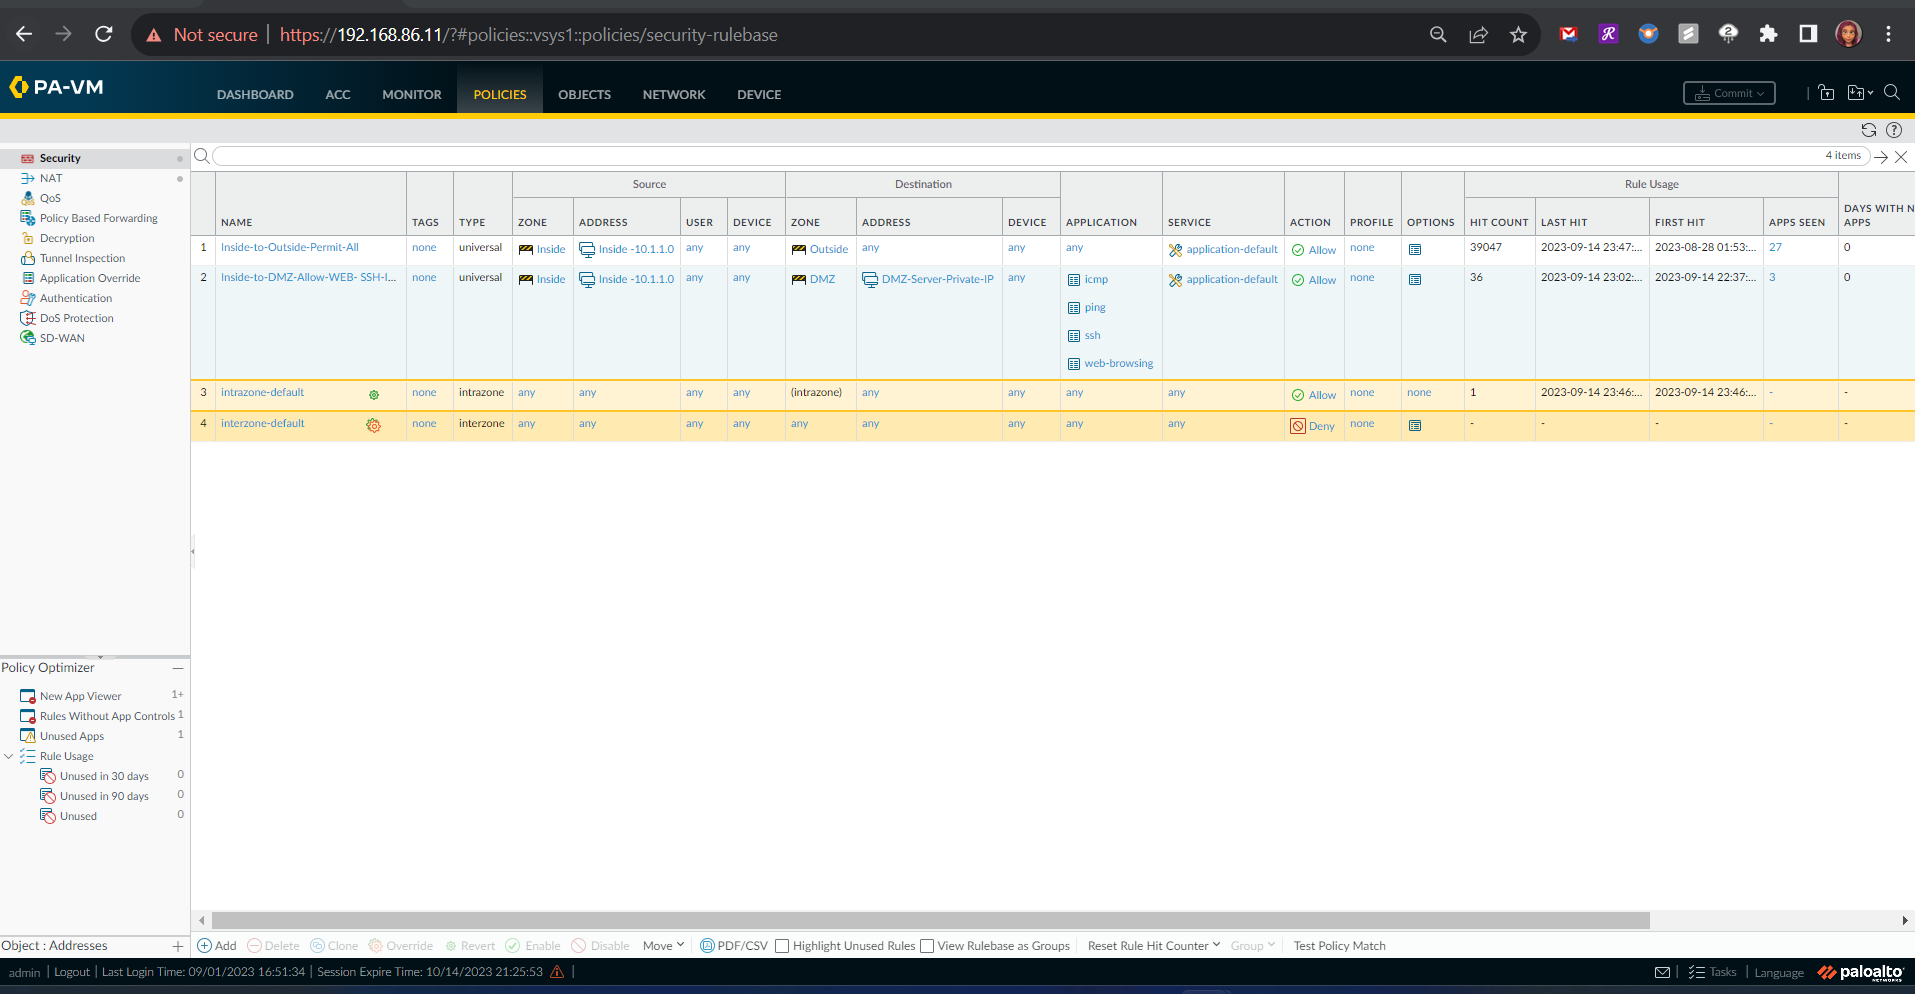 Not secure | https://192.168.86.11/?#policies::vsys1::policies/security-rulebase
PA-VM
DASHBOARD ACC MONITOR POLICIES OBJECTS NETWORK DEVICE
Commit
Security
NAT
QoS
Policy Based Forwarding
Decryption
Tunnel Inspection
Application Override
Authentication
DoS Protection
SD-WAN
4 items
Source Destination Rule Usage
NAME TAGS TYPE ZONE ADDRESS USER DEVICE ZONE ADDRESS DEVICE APPLICATION SERVICE ACTION PROFILE OPTIONS HIT COUNT LAST HIT FIRST HIT APPS SEEN DAYS WITH N
APPS
1 Inside-to-Outside-Permit-All none universal Inside Inside -10.1.1.0 any any Outside any any any application-default Allow none 39047 2023-09-14 23:47:... 2023-08-28 01:53:... 27 0
2 Inside-to-DMZ-Allow-WEB- SSH-I... none universal Inside Inside -10.1.1.0 any any DMZ DMZ-Server-Private-IP any icmp application-default Allow none 36 2023-09-14 23:02:... 2023-09-14 22:37:... 3 0
ping
ssh
web-browsing
3 intrazone-default none intrazone any any any any (intrazone) any any any any Allow none none 1 2023-09-14 23:46:... 2023-09-14 23:46:... - -
4 interzone-default none interzone any any any any any any any any any Deny none - - - - -
Policy Optimizer
New App Viewer 1+
Rules Without App Controls 1
Unused Apps 1
Rule Usage
Unused in 30 days 0
Unused in 90 days 0
Unused 0
Object : Addresses
Add Delete Clone Override Revert Enable Disable Move PDF/CSV Highlight Unused Rules View Rulebase as Groups Reset Rule Hit Counter Group Test Policy Match
admin | Logout | Last Login Time: 09/01/2023 16:51:34 | Session Expire Time: 10/14/2023 21:25:53 |
| Tasks | Language paloalto
NETWORKS